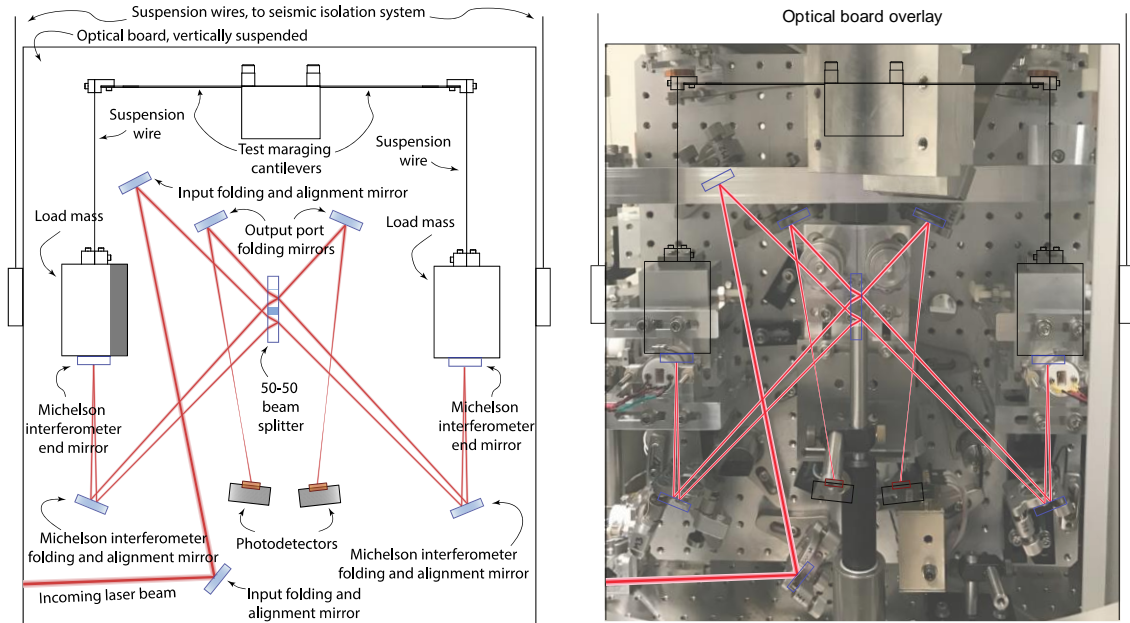 Suspension wires, to seismic isolation system
Optical board, vertically suspended
Suspension
wire
Test maraging
cantilevers
Suspension
wire
Input folding and alignment mirror
Load mass
Output port
folding mirrors
Load mass
50-50
beam
splitter
Michelson
interferometer
end mirror
Michelson
interferometer
end mirror
Photodetectors
Michelson interferometer
folding and alignment mirror
Michelson interferometer
folding and alignment mirror
Incoming laser beam
Input folding and
alignment mirror
Optical board overlay